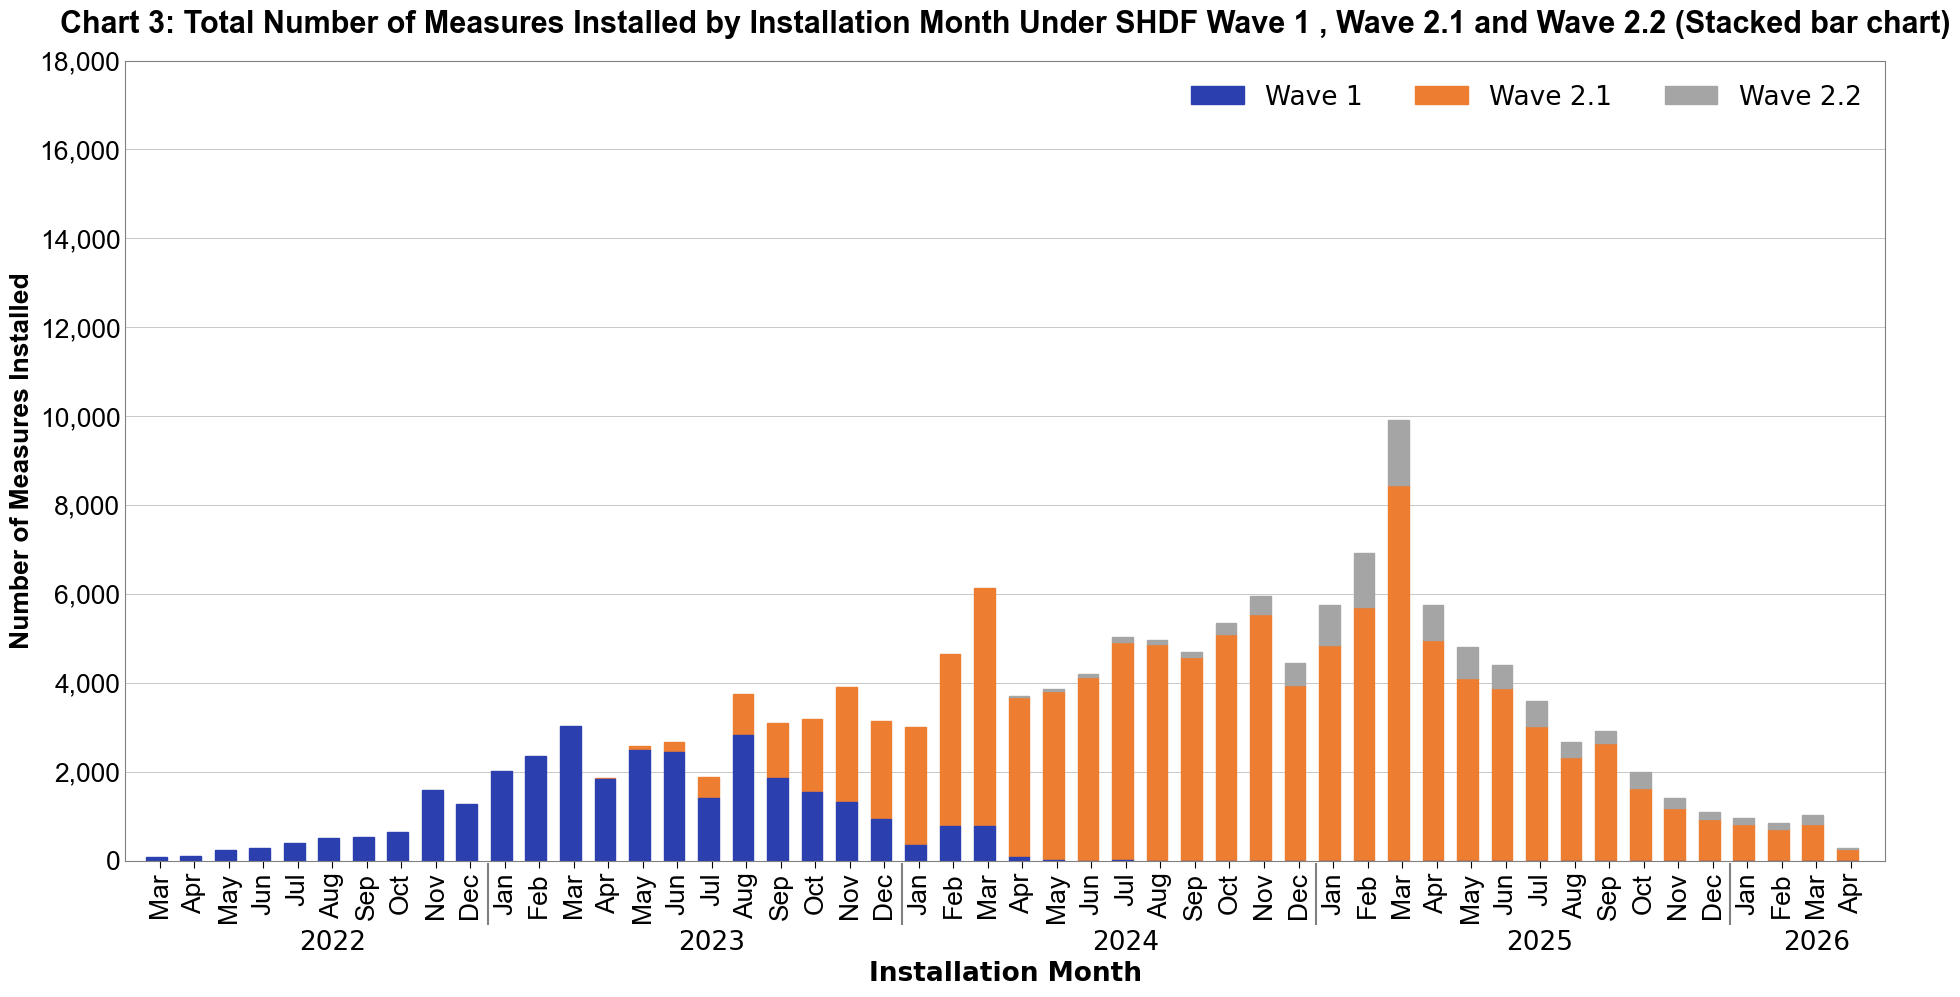 Chart 3: Total Number of Measures Installed by Installation Month Under SHDF Wave 1 , Wave 2.1 and Wave 2.2 (Stacked bar chart)
Wave 1 Wave 2.1 Wave 2.2
Number of Measures Installed
18,000
16,000
14,000
12,000
10,000
8,000
6,000
4,000
2,000
0
Mar Apr May Jun Jul Aug Sep Oct Nov Dec Jan Feb Mar Apr May Jun Jul Aug Sep Oct Nov Dec Jan Feb Mar Apr May Jun Jul Aug Sep Oct Nov Dec Jan Feb Mar Apr May Jun Jul Aug Sep Oct Nov Dec Jan Feb Mar Apr
2022 2023 2024 2025 2026
Installation Month